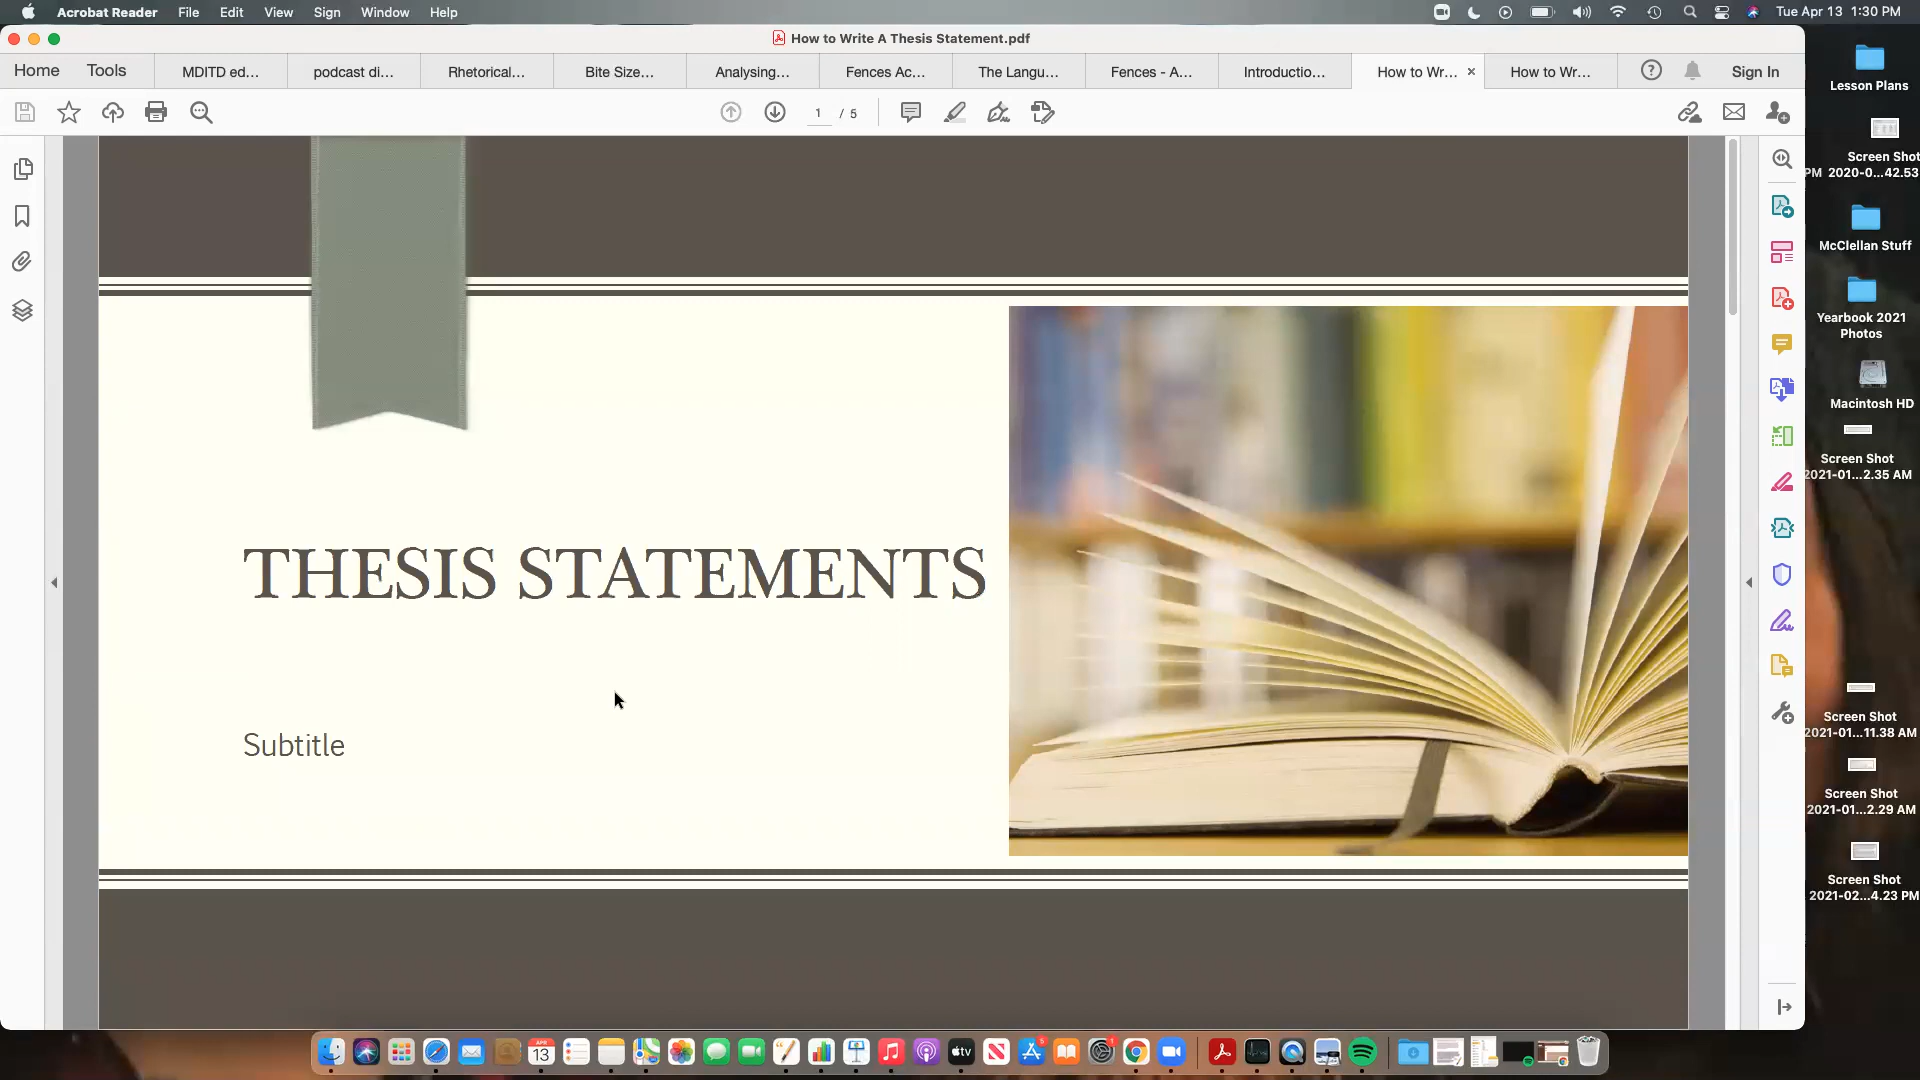 Acrobat Reader File Edit View Sign Window Help
Tue Apr 13 1:30 PM
How to Write A Thesis Statement.pdf
Home Tools MDITD ed... podcast di... Rhetorical... Bite Size... Analysing... Fences Ac... The Langu... Fences - A... Introductio... How to Wr... × How to Wr... Sign In
1 / 5
THESIS STATEMENTS
Subtitle
Lesson Plans
Screen Shot
PM 2020-0...42.53
McClellan Stuff
Yearbook 2021
Photos
Macintosh HD
Screen Shot
2021-01...2.35 AM
Screen Shot
2021-01...11.38 AM
Screen Shot
2021-01...2.29 AM
Screen Shot
2021-02...4.23 PM
APR
13
tv